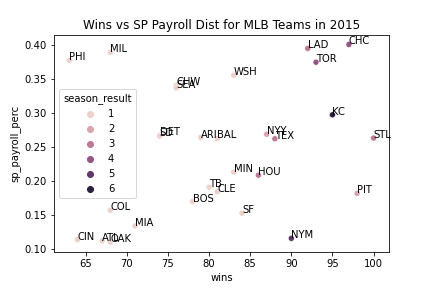 Wins vs SP Payroll Dist for MLB Teams in 2015
sp_payroll_perc
0.40
0.35
0.30
0.25
0.20
0.15
0.10
season_result
1
2
3
4
5
6
PHI
MIL
LAD
CHC
TOR
WSH
CHW
SEA
KC
DET
ARI
BAL
NYY
TEX
STL
MIN
HOU
TB
CLE
PIT
BOS
COL
SF
MIA
CIN
ATL
OAK
NYM
65
70
75
80
85
90
95
100
wins